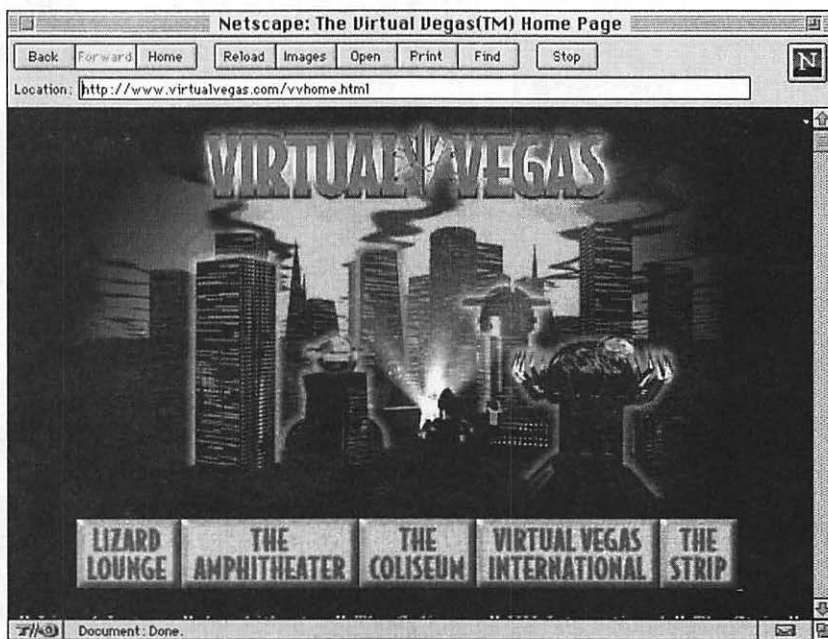 Netscape: The Virtual Vegas(TM) Home Page
Back Forward Home Reload Images Open Print Find Stop
N
Location: http://www.virtualvegas.com/vvhome.html
VIRTUAL VEGAS
LIZARD LOUNGE
THE AMPHITHEATER
THE COLISEUM
VIRTUAL VEGAS INTERNATIONAL
THE STRIP
Document: Done.